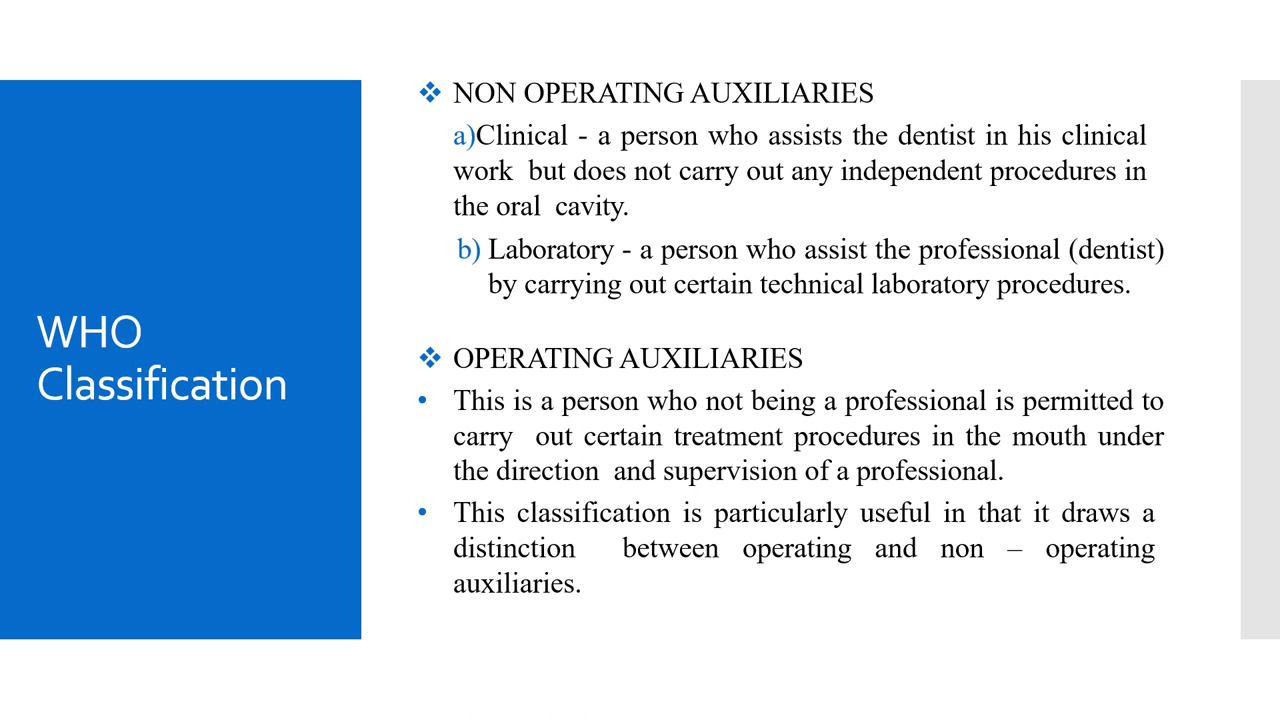 WHO
Classification
❖ NON OPERATING AUXILIARIES
a)Clinical - a person who assists the dentist in his clinical
work but does not carry out any independent procedures in
the oral cavity.
b) Laboratory - a person who assist the professional (dentist)
by carrying out certain technical laboratory procedures.
❖ OPERATING AUXILIARIES
• This is a person who not being a professional is permitted to
carry out certain treatment procedures in the mouth under
the direction and supervision of a professional.
• This classification is particularly useful in that it draws a
distinction between operating and non – operating
auxiliaries.